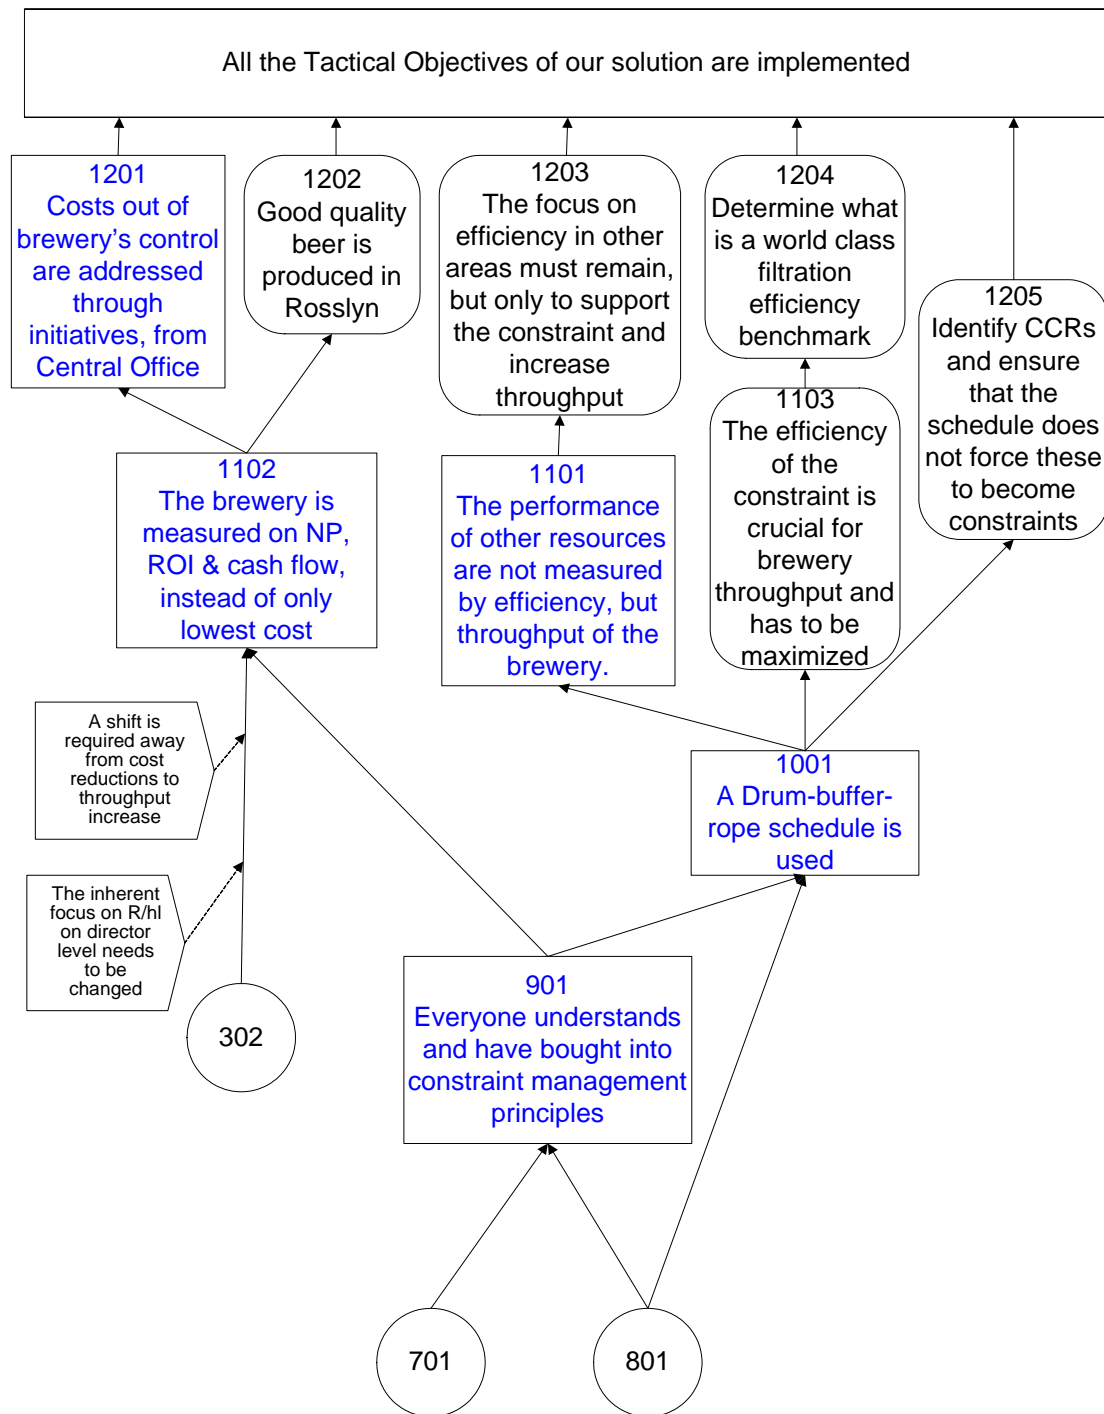 All the Tactical Objectives of our solution are implemented
1201
Costs out of
brewery's control
are addressed
through
initiatives, from
Central Office
1202
Good quality
beer is
produced in
Rosslyn
1203
The focus on
efficiency in other
areas must remain,
but only to support
the constraint and
increase
throughput
1204
Determine what
is a world class
filtration
efficiency
benchmark
1205
Identify CCRs
and ensure
that the
schedule does
not force these
to become
constraints
1102
The brewery is
measured on NP,
ROI & cash flow,
instead of only
lowest cost
1101
The performance
of other resources
are not measured
by efficiency, but
throughput of the
brewery.
1103
The efficiency
of the
constraint is
crucial for
brewery
throughput and
has to be
maximized
A shift is
required away
from cost
reductions to
throughput
increase
1001
A Drum-buffer-
rope schedule is
used
The inherent
focus on R/hl
on director
level needs
to be
changed
302
901
Everyone understands
and have bought into
constraint management
principles
701
801